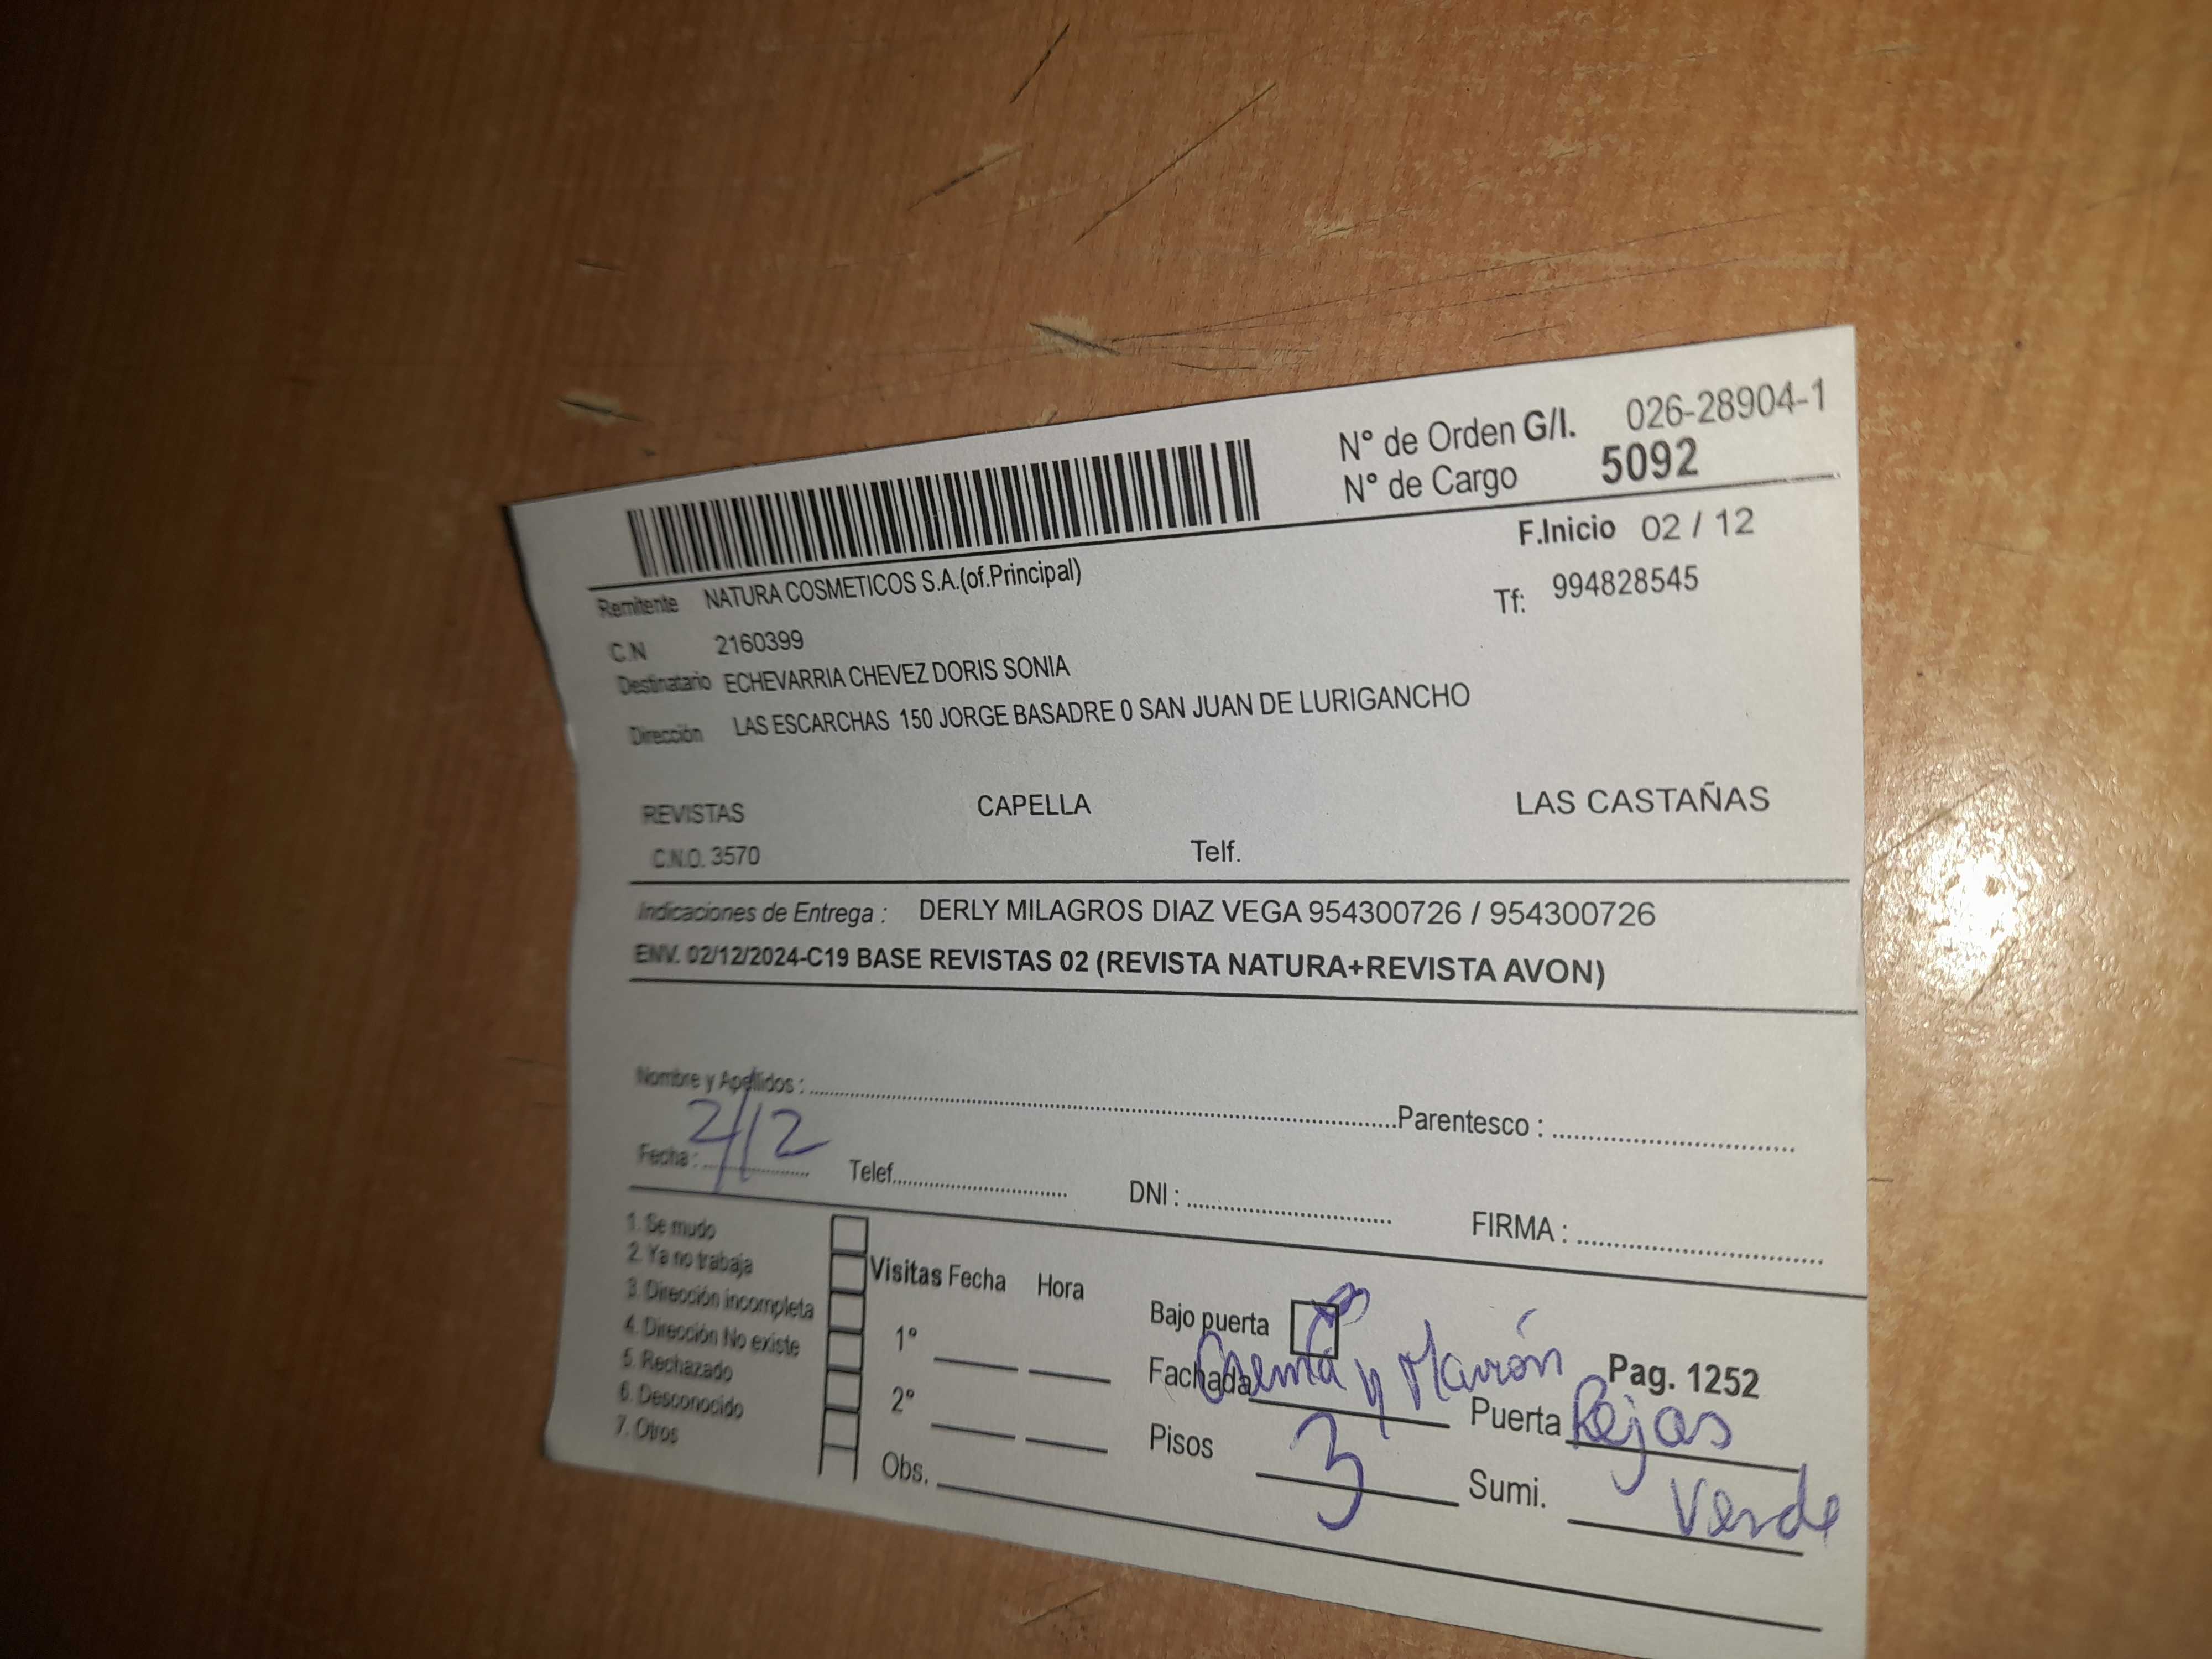 N° de Orden G/I. 026-28904-1
N° de Cargo 5092
F.Inicio 02 / 12
Remitente NATURA COSMETICOS S.A.(of.Principal)
Tf: 994828545
C.N 2160399
Destinatario ECHEVARRIA CHEVEZ DORIS SONIA
Dirección LAS ESCARCHAS 150 JORGE BASADRE 0 SAN JUAN DE LURIGANCHO
REVISTAS CAPELLA LAS CASTAÑAS
C.N.O. 3570 Telf.
Indicaciones de Entrega : DERLY MILAGROS DIAZ VEGA 954300726 / 954300726
ENV. 02/12/2024-C19 BASE REVISTAS 02 (REVISTA NATURA+REVISTA AVON)
Nombre y Apellidos : Parentesco :
Fecha : 2/12 Telef. DNI : FIRMA :
1. Se mudo
2. Ya no trabaja
3. Dirección incompleta
4. Dirección No existe
5. Rechazado
6. Desconocido
7. Otros
Visitas Fecha Hora
1°
2°
Obs.
Bajo puerta
Fachada Crema y Marrón Pag. 1252
Puerta Rejas
Pisos 3 Sumi. Verde